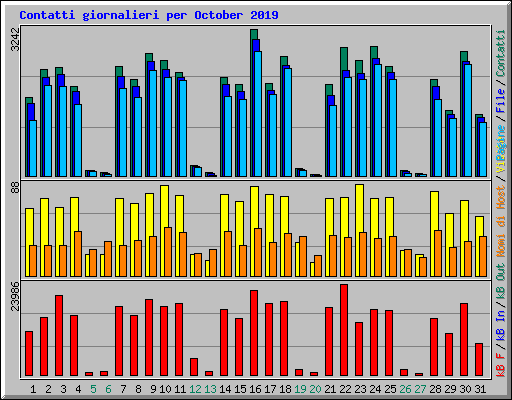 Contatti giornalieri per October 2019
3242
88
23986
kB F / kB In / kB Out Nomi di Host / Pagine / File / Contatti
1 2 3 4 5 6 7 8 9 10 11 12 13 14 15 16 17 18 19 20 21 22 23 24 25 26 27 28 29 30 31